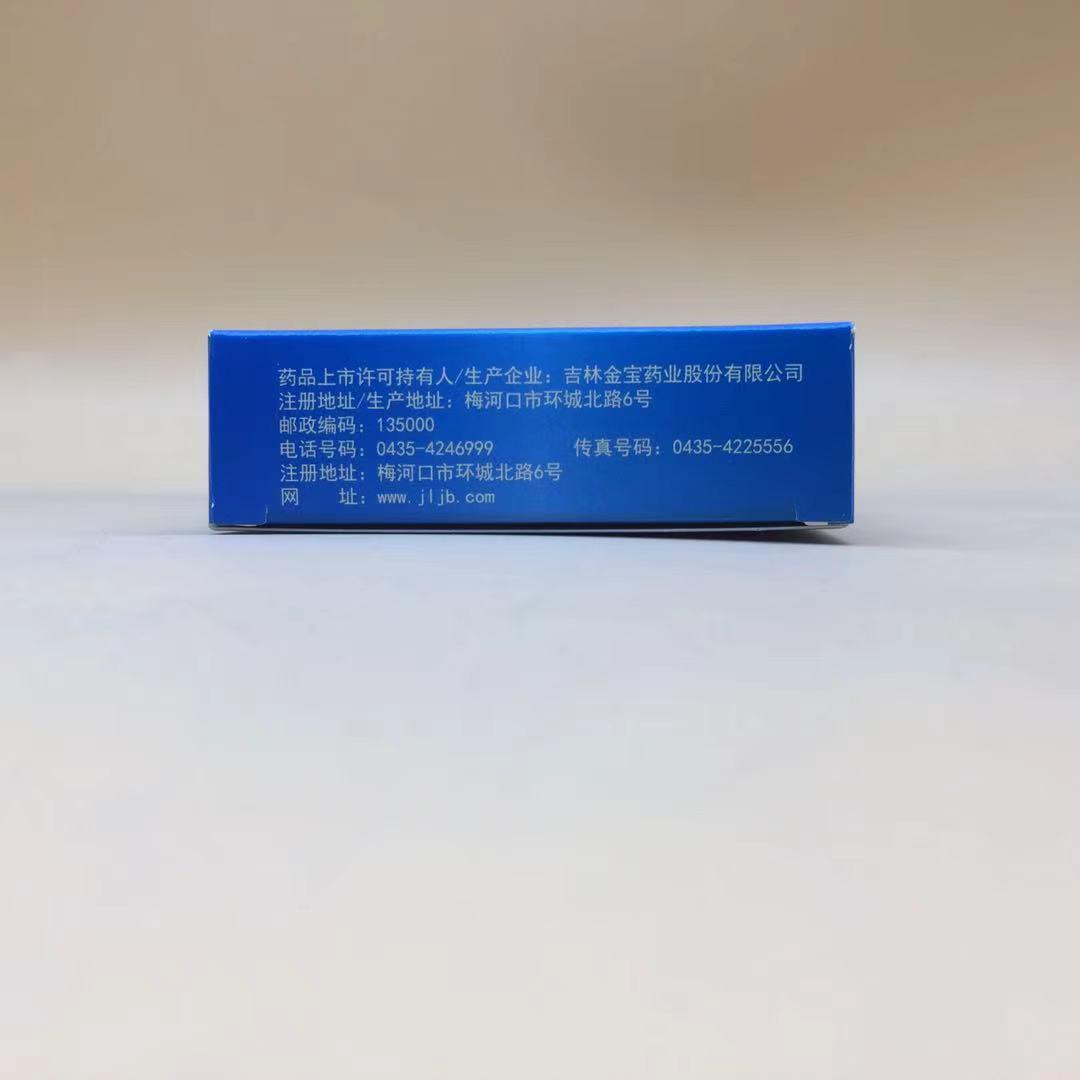 药品上市许可持有人/生产企业：吉林金宝药业股份有限公司
注册地址/生产地址：梅河口市环城北路6号
邮政编码：135000
电话号码：0435-4246999 传真号码：0435-4225556
注册地址：梅河口市环城北路6号
网 址：www.jljb.com